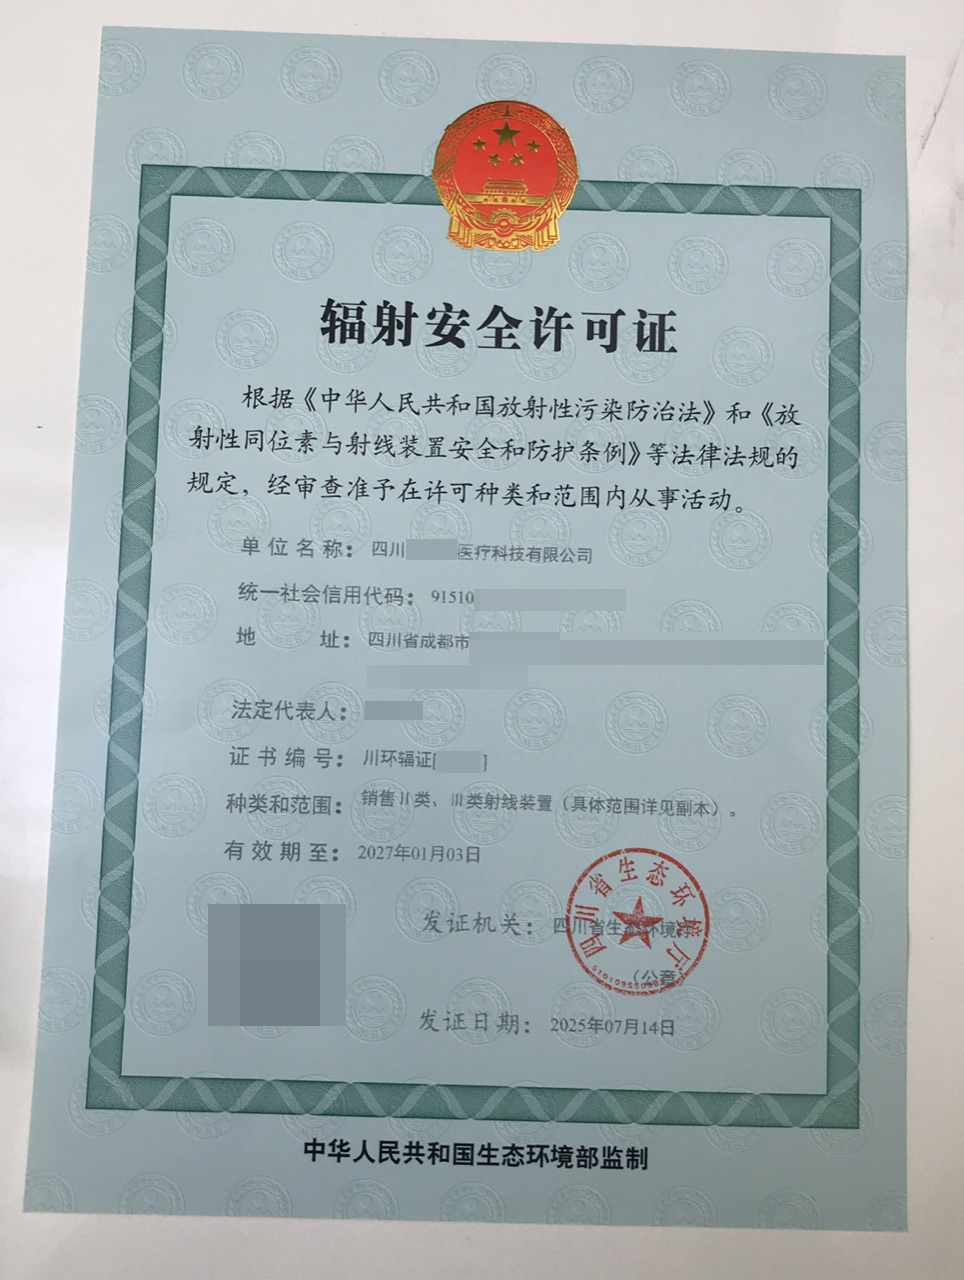 辐射安全许可证
根据《中华人民共和国放射性污染防治法》和《放
射性同位素与射线装置安全和防护条例》等法律法规的
规定，经审查准予在许可种类和范围内从事活动。
单位名称：四川 医疗科技有限公司
统一社会信用代码：91510
地 址：四川省成都市
法定代表人：
证书编号：川环辐证[ ]
种类和范围：销售Ⅱ类、Ⅲ类射线装置（具体范围详见副本）。
有效期至：2027年01月03日
发证机关：四川省生态环境厅
四川省生态环境厅
（公章）
发证日期：2025年07月14日
中华人民共和国生态环境部监制